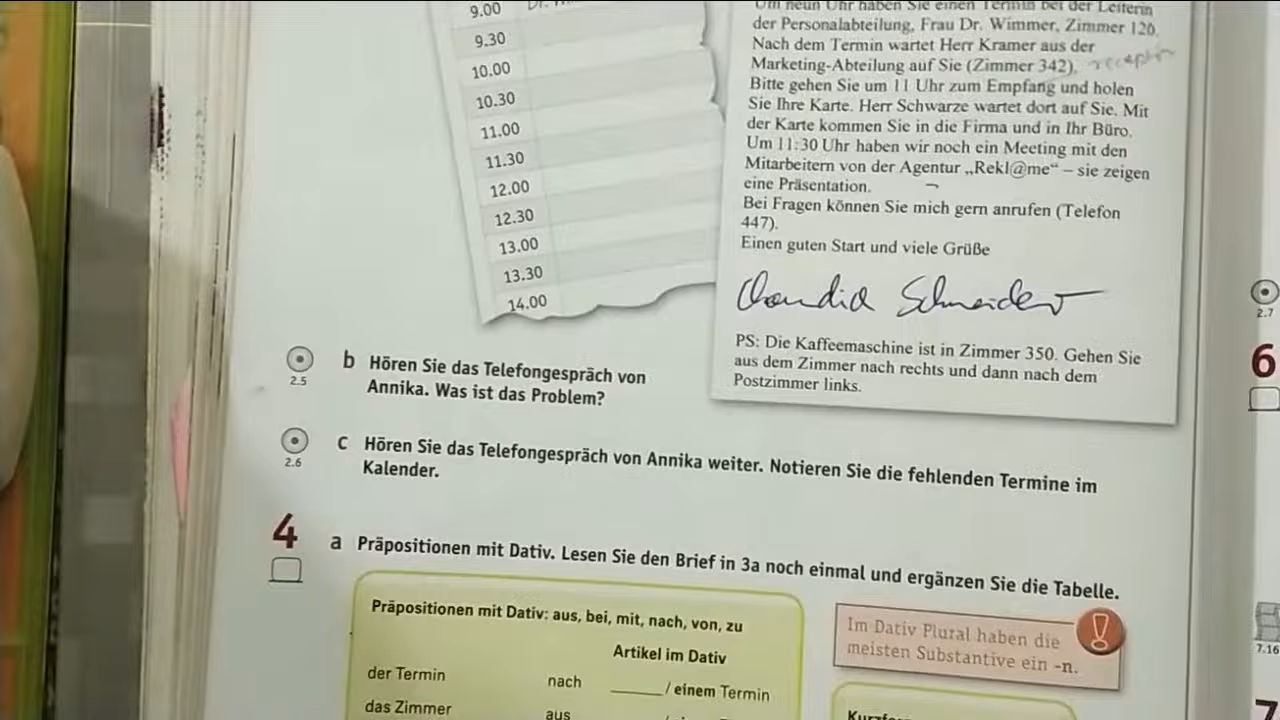 9.00
9.30
10.00
10.30
11.00
11.30
12.00
12.30
13.00
13.30
14.00
Um neun Uhr haben Sie einen Termin bei der Leiterin
der Personalabteilung, Frau Dr. Wimmer, Zimmer 120.
Nach dem Termin wartet Herr Kramer aus der
Marketing-Abteilung auf Sie (Zimmer 342).
Bitte gehen Sie um 11 Uhr zum Empfang und holen
Sie Ihre Karte. Herr Schwarze wartet dort auf Sie. Mit
der Karte kommen Sie in die Firma und in Ihr Büro.
Um 11:30 Uhr haben wir noch ein Meeting mit den
Mitarbeitern von der Agentur „Rekl@me“ – sie zeigen
eine Präsentation.
Bei Fragen können Sie mich gern anrufen (Telefon
447).
Einen guten Start und viele Grüße
Claudia Schneider
PS: Die Kaffeemaschine ist in Zimmer 350. Gehen Sie
aus dem Zimmer nach rechts und dann nach dem
Postzimmer links.
2.5
b Hören Sie das Telefongespräch von
Annika. Was ist das Problem?
2.6
c Hören Sie das Telefongespräch von Annika weiter. Notieren Sie die fehlenden Termine im
Kalender.
4 a Präpositionen mit Dativ. Lesen Sie den Brief in 3a noch einmal und ergänzen Sie die Tabelle.
Präpositionen mit Dativ: aus, bei, mit, nach, von, zu
Artikel im Dativ
der Termin nach ______/ einem Termin
das Zimmer aus
Im Dativ Plural haben die
meisten Substantive ein -n.
2.7
6
7.16
7